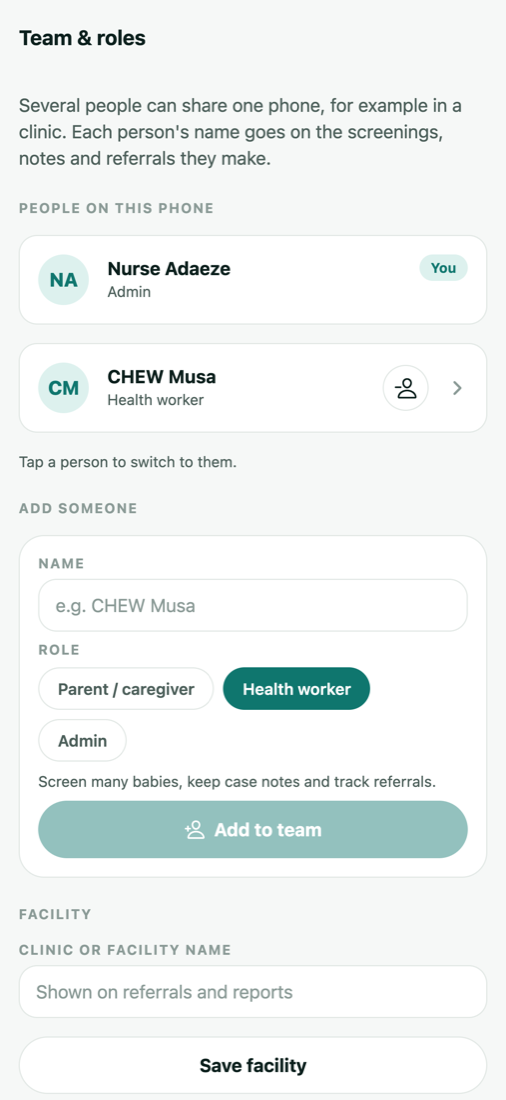 Team & roles
Several people can share one phone, for example in a
clinic. Each person's name goes on the screenings,
notes and referrals they make.
PEOPLE ON THIS PHONE
NA
Nurse Adaeze
Admin
You
CM
CHEW Musa
Health worker
Tap a person to switch to them.
ADD SOMEONE
NAME
e.g. CHEW Musa
ROLE
Parent / caregiver
Health worker
Admin
Screen many babies, keep case notes and track referrals.
Add to team
FACILITY
CLINIC OR FACILITY NAME
Shown on referrals and reports
Save facility